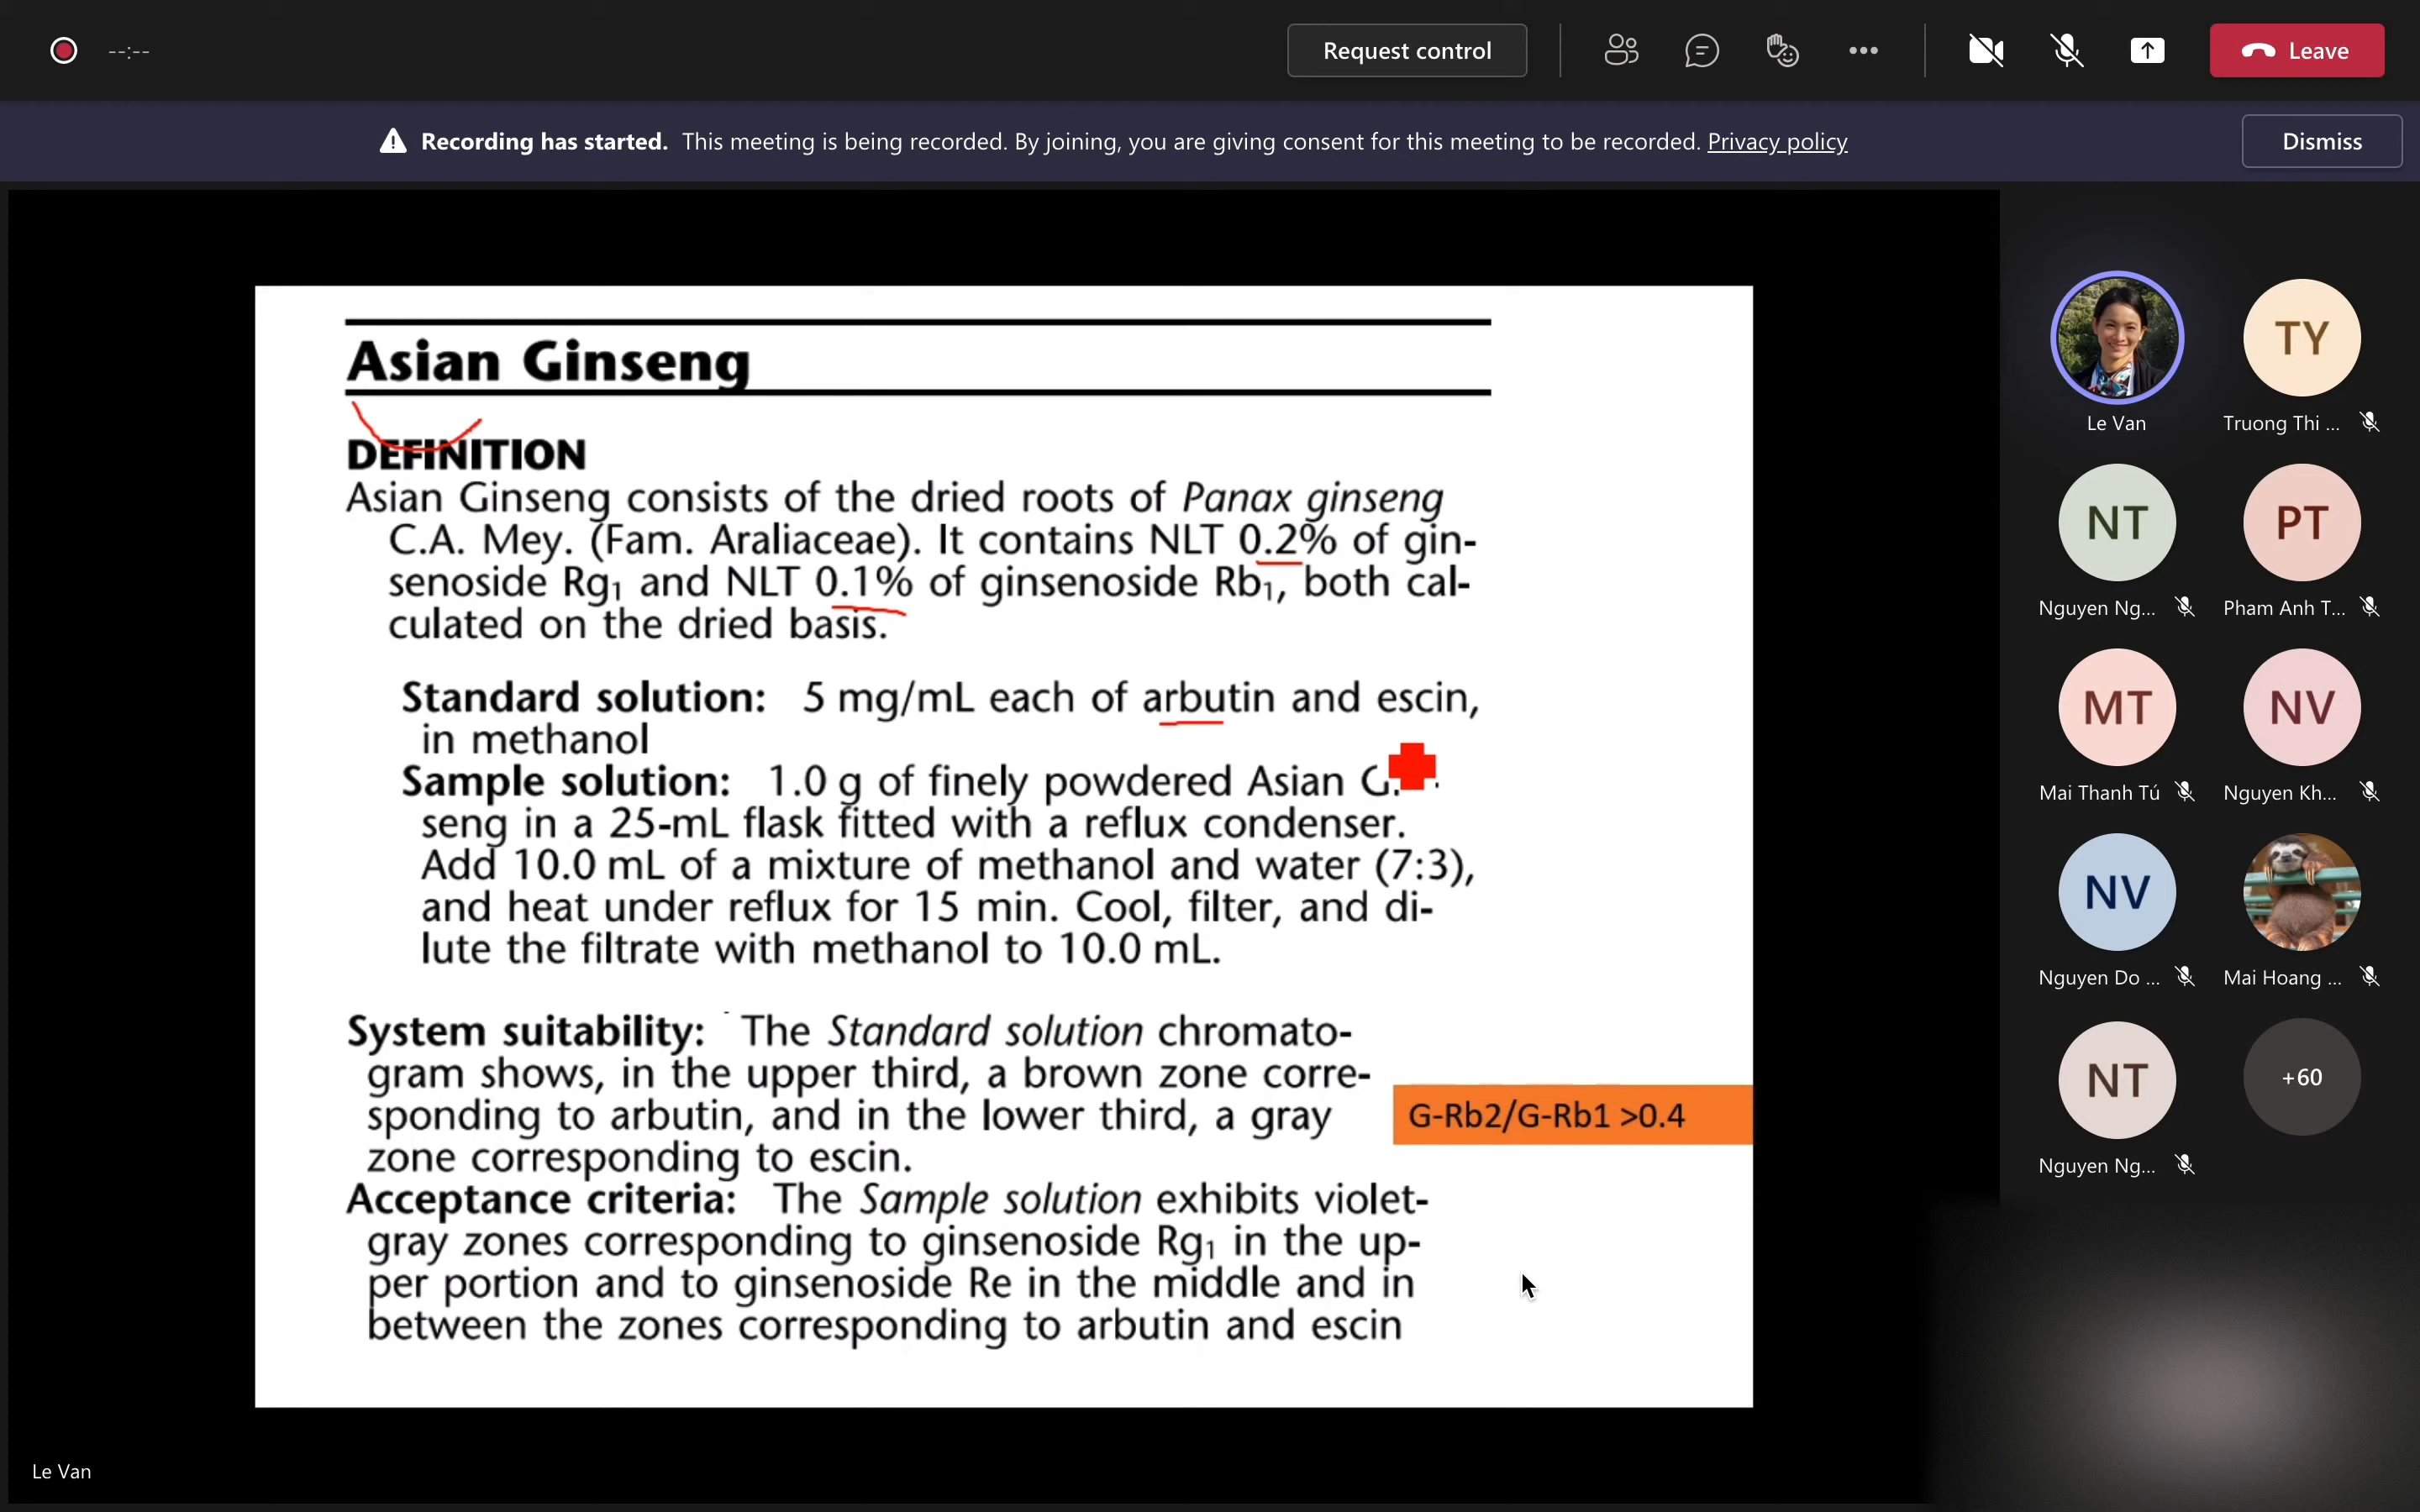 --:--
Request control
Leave
Recording has started. This meeting is being recorded. By joining, you are giving consent for this meeting to be recorded. Privacy policy
Dismiss
Asian Ginseng
DEFINITION
Asian Ginseng consists of the dried roots of Panax ginseng
C.A. Mey. (Fam. Araliaceae). It contains NLT 0.2% of gin-
senoside Rg1 and NLT 0.1% of ginsenoside Rb1, both cal-
culated on the dried basis.
Standard solution: 5 mg/mL each of arbutin and escin,
in methanol
Sample solution: 1.0 g of finely powdered Asian
seng in a 25-mL flask fitted with a reflux condenser.
Add 10.0 mL of a mixture of methanol and water (7:3),
and heat under reflux for 15 min. Cool, filter, and di-
lute the filtrate with methanol to 10.0 mL.
System suitability: The Standard solution chromato-
gram shows, in the upper third, a brown zone corre-
sponding to arbutin, and in the lower third, a gray
zone corresponding to escin.
Acceptance criteria: The Sample solution exhibits violet-
gray zones corresponding to ginsenoside Rg1 in the up-
per portion and to ginsenoside Re in the middle and in
between the zones corresponding to arbutin and escin
G-Rb2/G-Rb1 >0.4
Le Van
TY
Truong Thi ...
NT
Nguyen Ng...
PT
Pham Anh T...
MT
Mai Thanh Tú
NV
Nguyen Kh...
NV
Nguyen Do ...
Mai Hoang ...
NT
Nguyen Ng...
+60
Le Van